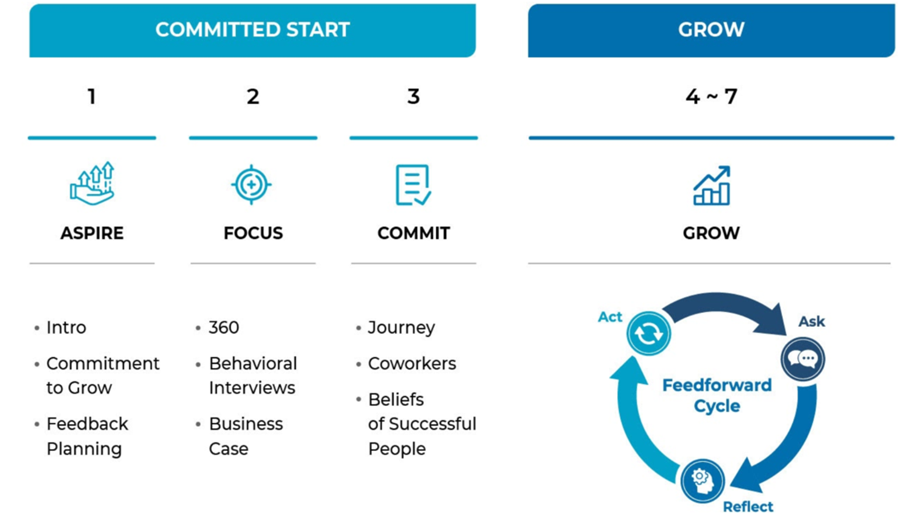 COMMITTED START
GROW
1
2
3
4 ~ 7
ASPIRE
FOCUS
COMMIT
GROW
• Intro
• Commitment
to Grow
• Feedback
Planning
• 360
• Behavioral
Interviews
• Business
Case
• Journey
• Coworkers
• Beliefs
of Successful
People
Act
Ask
Feedforward
Cycle
Reflect